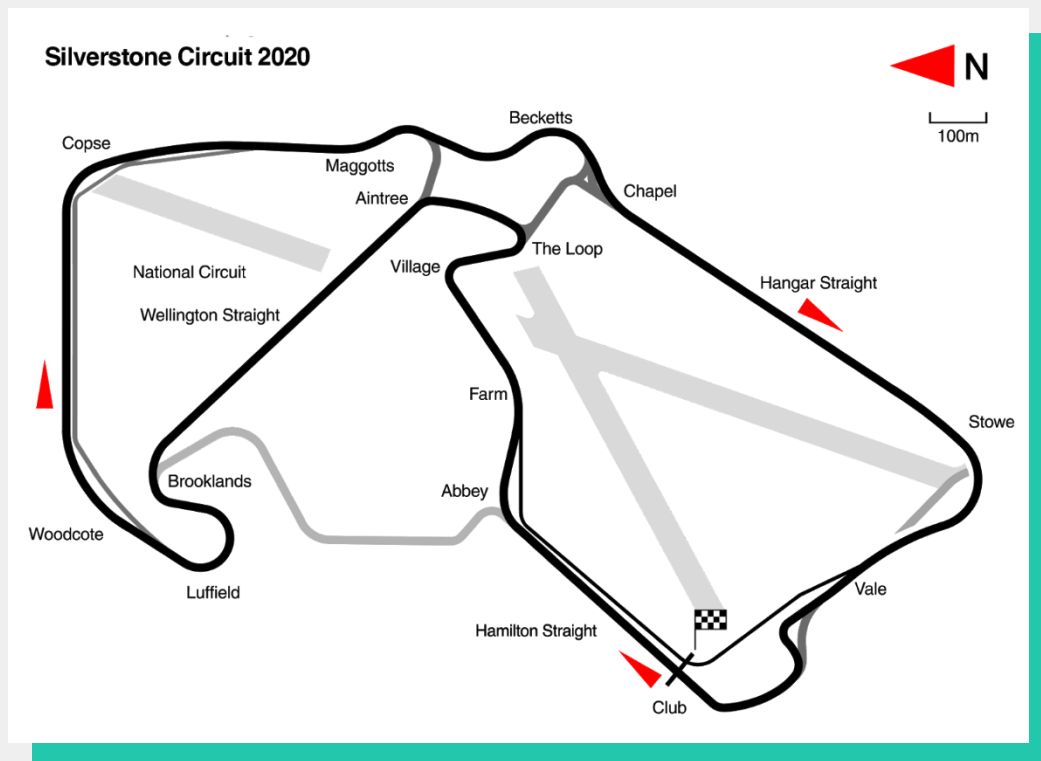 Silverstone Circuit 2020
N
100m
Becketts
Copse
Maggotts
Aintree
Chapel
The Loop
Village
National Circuit
Hangar Straight
Wellington Straight
Farm
Stowe
Brooklands
Abbey
Woodcote
Luffield
Vale
Hamilton Straight
Club